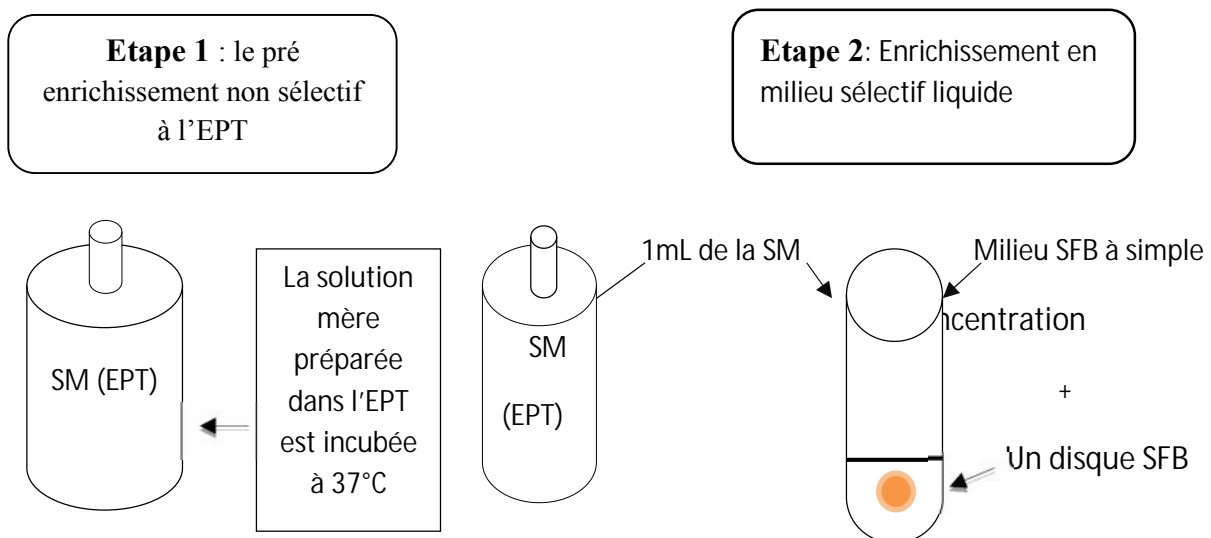 Etape 1 : le pré
enrichissement non sélectif
à l’EPT
Etape 2: Enrichissement en
milieu sélectif liquide
SM (EPT)
La solution
mère
préparée
dans l’EPT
est incubée
à 37°C
SM
(EPT)
1mL de la SM
Milieu SFB à simple
ncentration
+
Un disque SFB